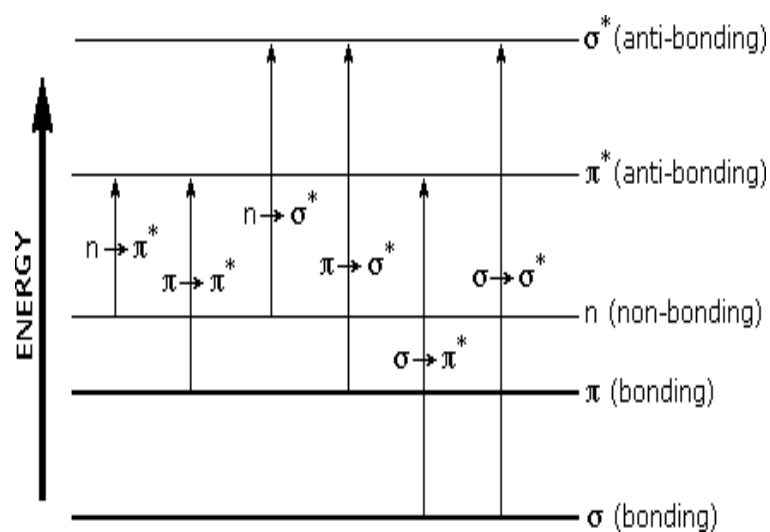 σ* (anti-bonding)
π* (anti-bonding)
n→σ*
n→π*
π→σ*
π→π*
σ→σ*
n (non-bonding)
σ→π*
π (bonding)
σ (bonding)
ENERGY